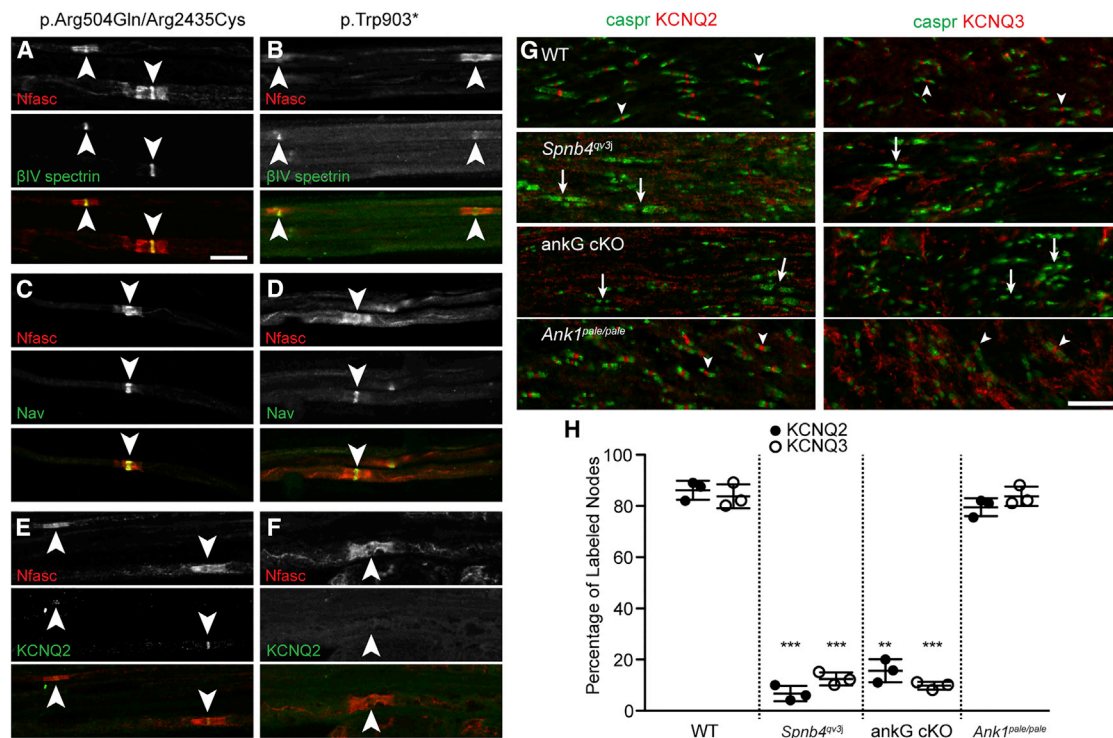 p.Arg504Gln/Arg2435Cys
p.Trp903*
A
Nfasc
βIV spectrin
B
Nfasc
βIV spectrin
C
Nfasc
Nav
D
Nfasc
Nav
E
Nfasc
KCNQ2
F
Nfasc
KCNQ2
caspr KCNQ2
caspr KCNQ3
G
WT
Spnb4qv3j
ankG cKO
Ank1pale/pale
H
KCNQ2
KCNQ3
Percentage of Labeled Nodes
100
80
60
40
20
0
*** *** ** ***
WT Spnb4qv3j ankG cKO Ank1pale/pale